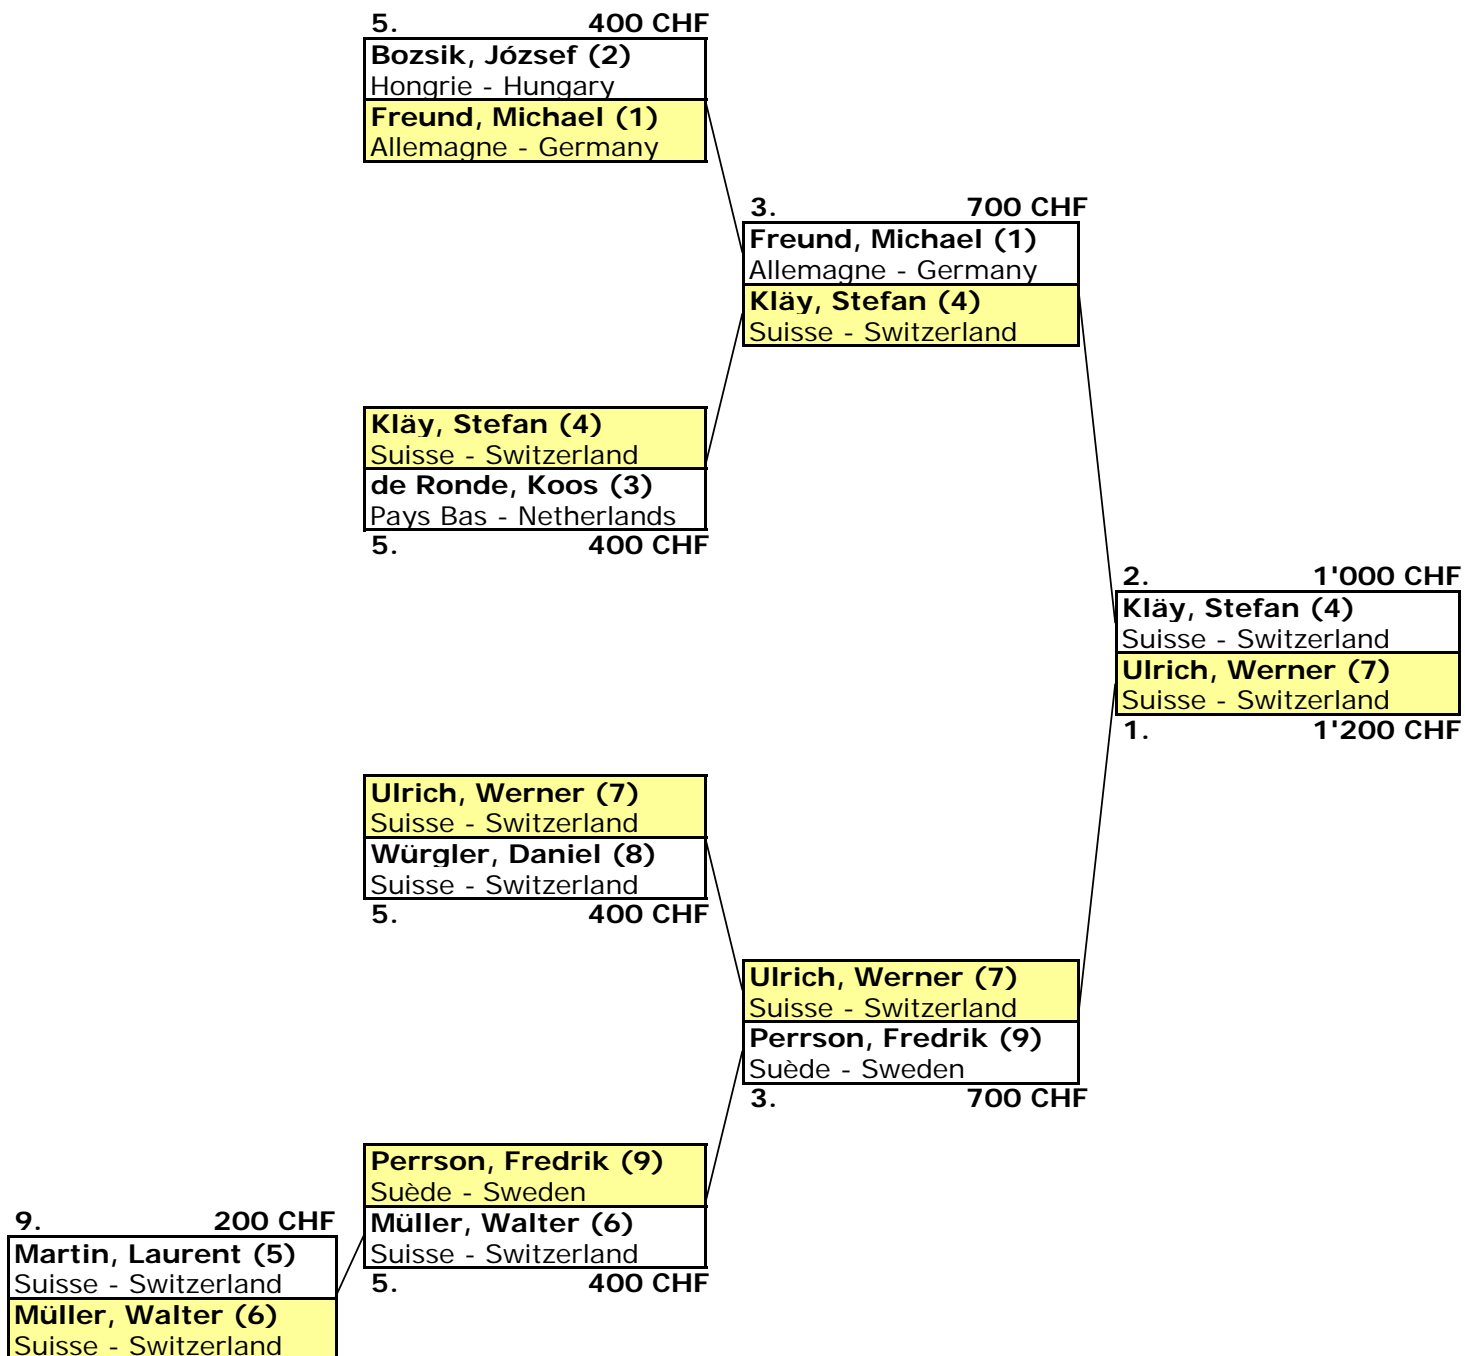 5. 400 CHF
Bozsik, József (2)
Hongrie - Hungary
Freund, Michael (1)
Allemagne - Germany
3. 700 CHF
Freund, Michael (1)
Allemagne - Germany
Kläy, Stefan (4)
Suisse - Switzerland
Kläy, Stefan (4)
Suisse - Switzerland
de Ronde, Koos (3)
Pays Bas - Netherlands
5. 400 CHF
2. 1'000 CHF
Kläy, Stefan (4)
Suisse - Switzerland
Ulrich, Werner (7)
Suisse - Switzerland
1. 1'200 CHF
Ulrich, Werner (7)
Suisse - Switzerland
Würgler, Daniel (8)
Suisse - Switzerland
5. 400 CHF
Ulrich, Werner (7)
Suisse - Switzerland
Perrson, Fredrik (9)
Suède - Sweden
3. 700 CHF
Perrson, Fredrik (9)
Suède - Sweden
Müller, Walter (6)
Suisse - Switzerland
5. 400 CHF
9. 200 CHF
Martin, Laurent (5)
Suisse - Switzerland
Müller, Walter (6)
Suisse - Switzerland